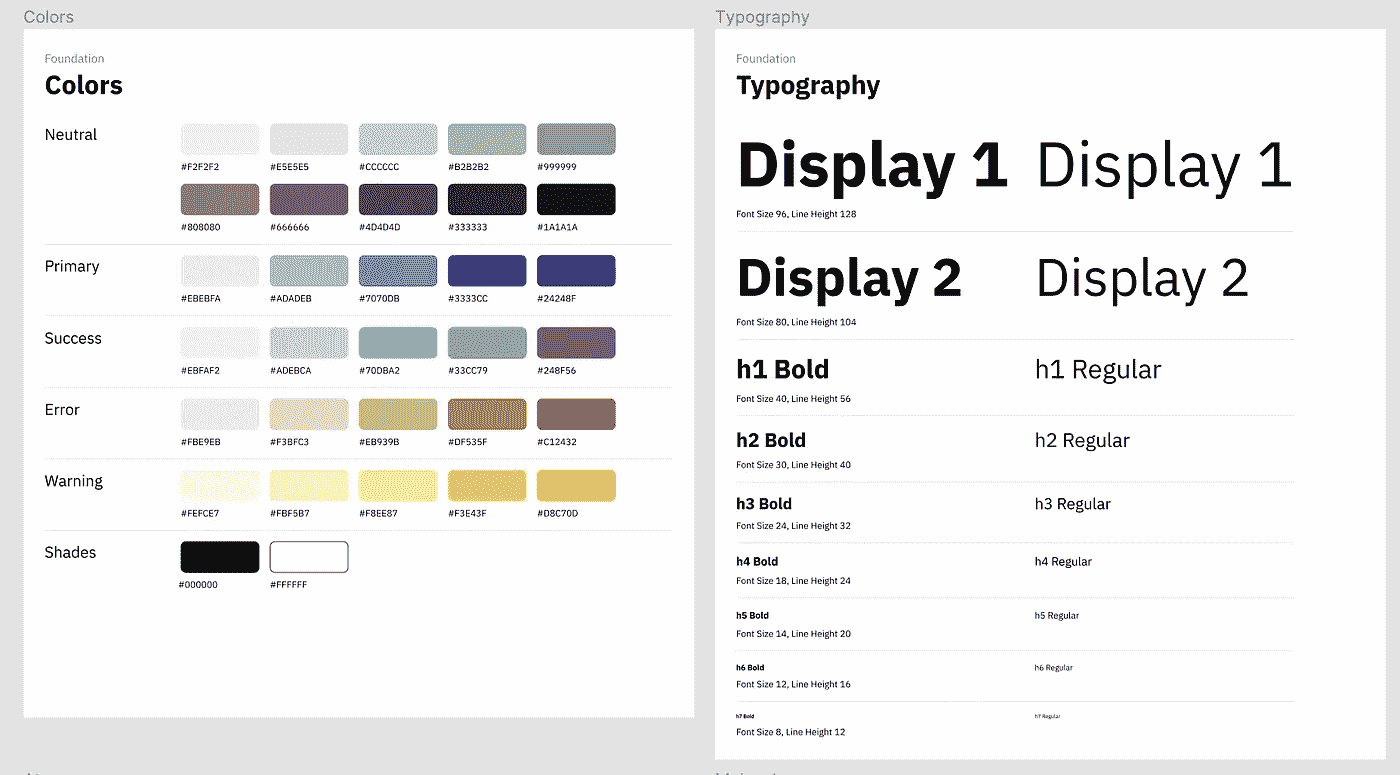 Colors
Foundation
Colors
Neutral
#F2F2F2 #E5E5E5 #CCCCCC #B2B2B2 #999999
#808080 #666666 #4D4D4D #333333 #1A1A1A
Primary
#EBEBFA #ADADEB #7070DB #3333CC #24248F
Success
#EBFAF2 #ADEBCA #70DBA2 #33CC79 #248F56
Error
#FBE9EB #F3BFC3 #EB939B #DF535F #C12432
Warning
#FEFCE7 #FBF5B7 #F8EE87 #F3E43F #D8C70D
Shades
#000000 #FFFFFF
Typography
Foundation
Typography
Display 1 Display 1
Font Size 96, Line Height 128
Display 2 Display 2
Font Size 80, Line Height 104
h1 Bold h1 Regular
Font Size 40, Line Height 56
h2 Bold h2 Regular
Font Size 30, Line Height 40
h3 Bold h3 Regular
Font Size 24, Line Height 32
h4 Bold h4 Regular
Font Size 18, Line Height 24
h5 Bold h5 Regular
Font Size 14, Line Height 20
h6 Bold h6 Regular
Font Size 12, Line Height 16
h7 Bold h7 Regular
Font Size 8, Line Height 12